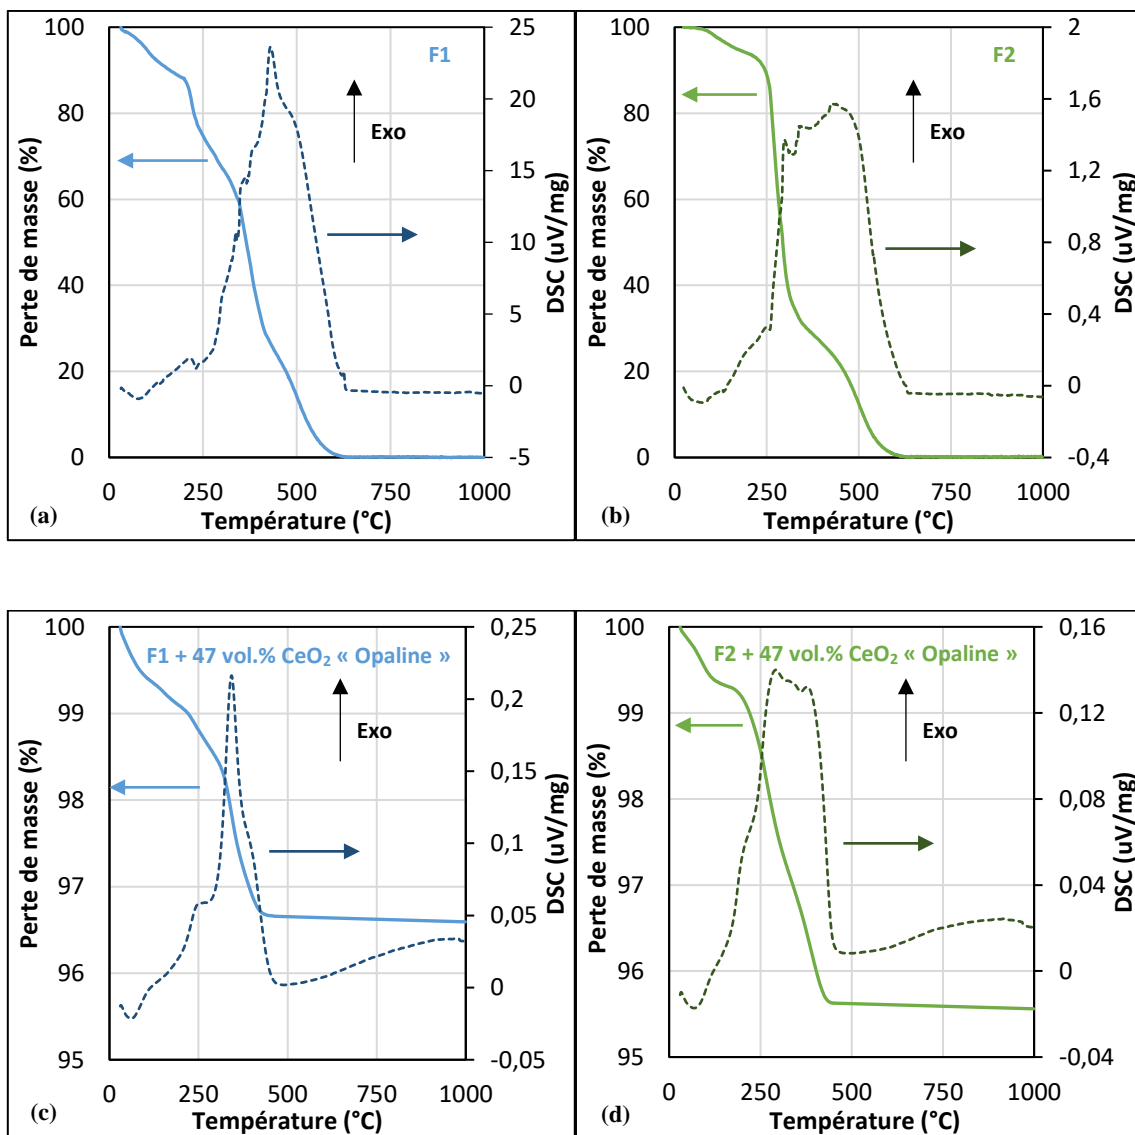 F1
Exo
Perte de masse (%)
100
80
60
40
20
0
DSC (uV/mg)
25
20
15
10
5
0
-5
0 250 500 750 1000
Température (°C)
(a)
F2
Exo
Perte de masse (%)
100
80
60
40
20
0
DSC (uV/mg)
2
1,6
1,2
0,8
0,4
0
-0,4
0 250 500 750 1000
Température (°C)
(b)
F1 + 47 vol.% CeO₂ « Opaline »
Exo
Perte de masse (%)
100
99
98
97
96
95
DSC (uV/mg)
0,25
0,2
0,15
0,1
0,05
0
-0,05
0 250 500 750 1000
Température (°C)
(c)
F2 + 47 vol.% CeO₂ « Opaline »
Exo
Perte de masse (%)
100
99
98
97
96
95
DSC (uV/mg)
0,16
0,12
0,08
0,04
0
-0,04
0 250 500 750 1000
Température (°C)
(d)